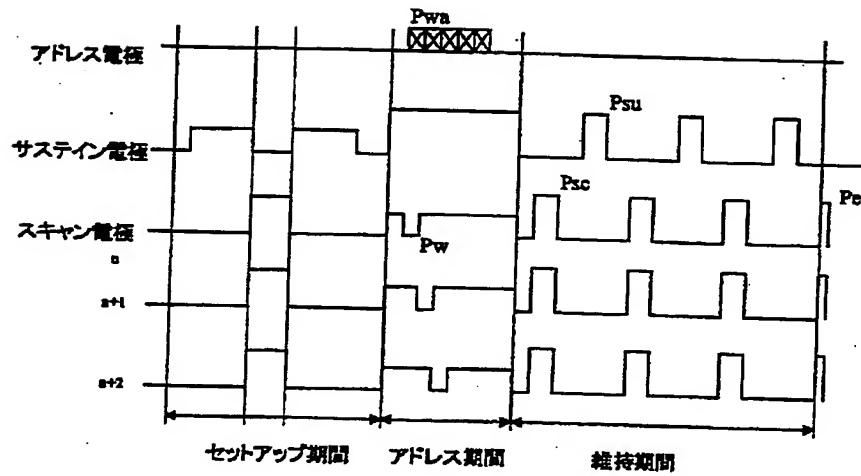 Pwa
アドレス電極
Psu
サステイン電極
Psc
Pe
スキャン電極
n
Pw
n+1
n+2
セットアップ期間 アドレス期間 維持期間